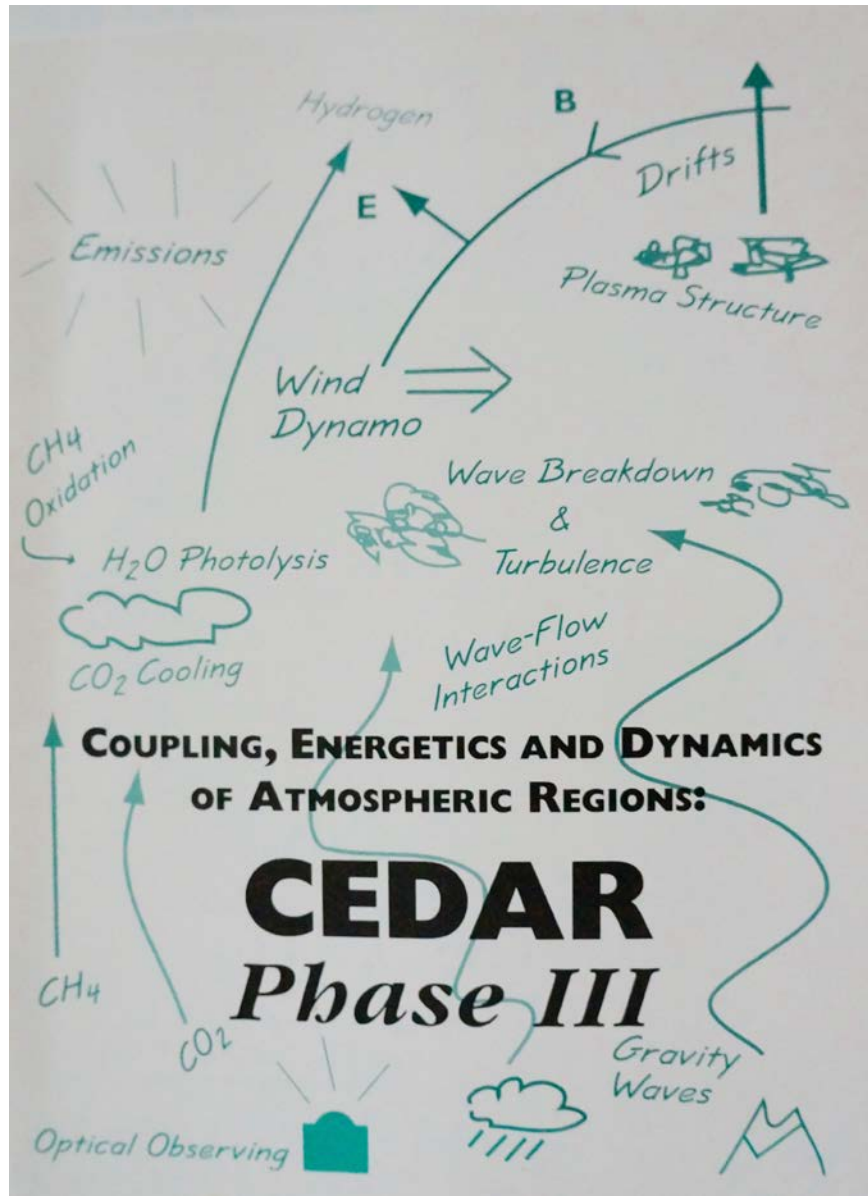 Hydrogen
B
Drifts
E
Emissions
Plasma Structure
Wind
Dynamo
CH4
Oxidation
Wave Breakdown
&
Turbulence
H₂O Photolysis
Wave-Flow
Interactions
CO₂ Cooling
COUPLING, ENERGETICS AND DYNAMICS
OF ATMOSPHERIC REGIONS:
CEDAR
Phase III
CH4
CO₂
Gravity
Waves
Optical Observing